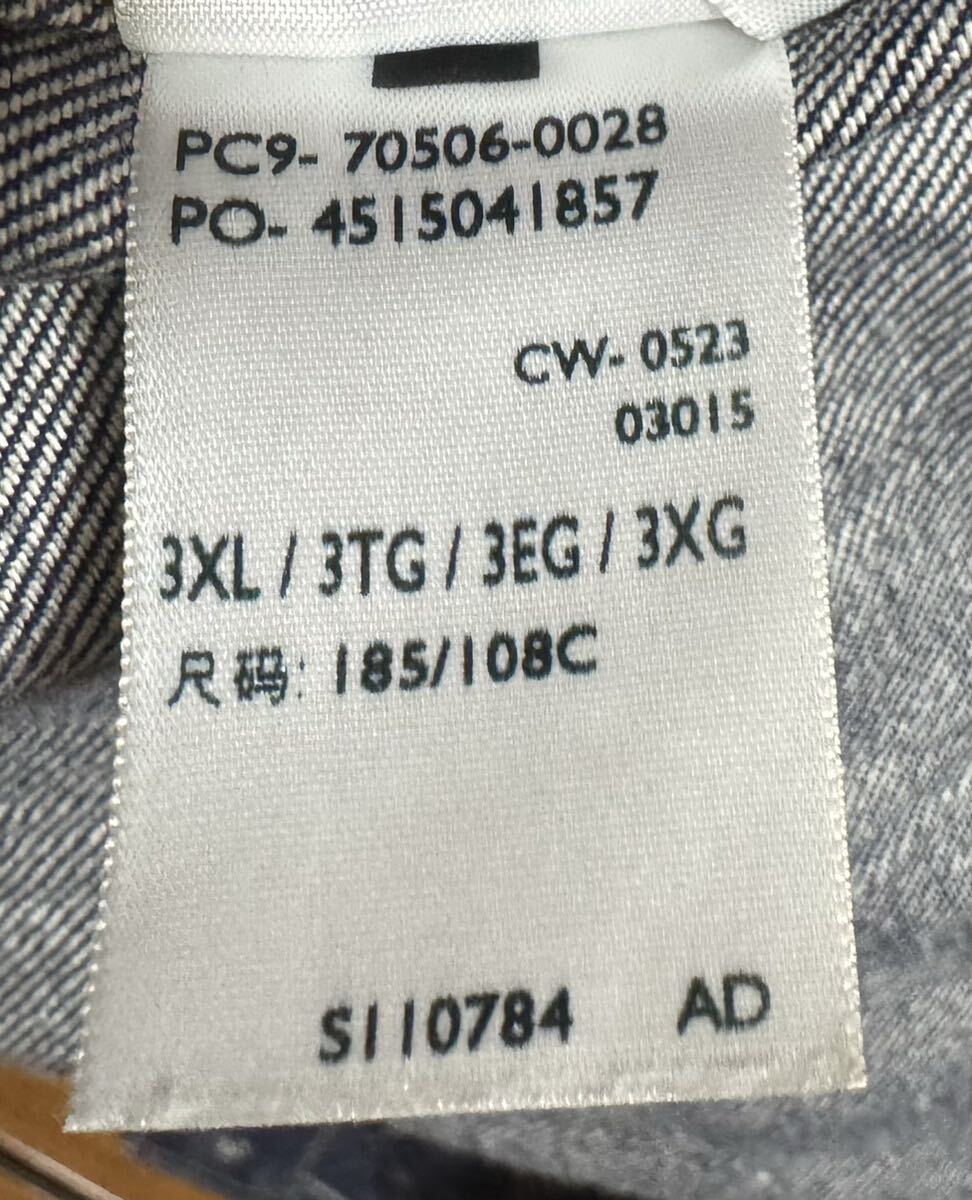 PC9- 70506-0028
PO- 4515041857
CW- 0523
03015
3XL / 3TG / 3EG / 3XG
尺码: 185/108C
S110784 AD